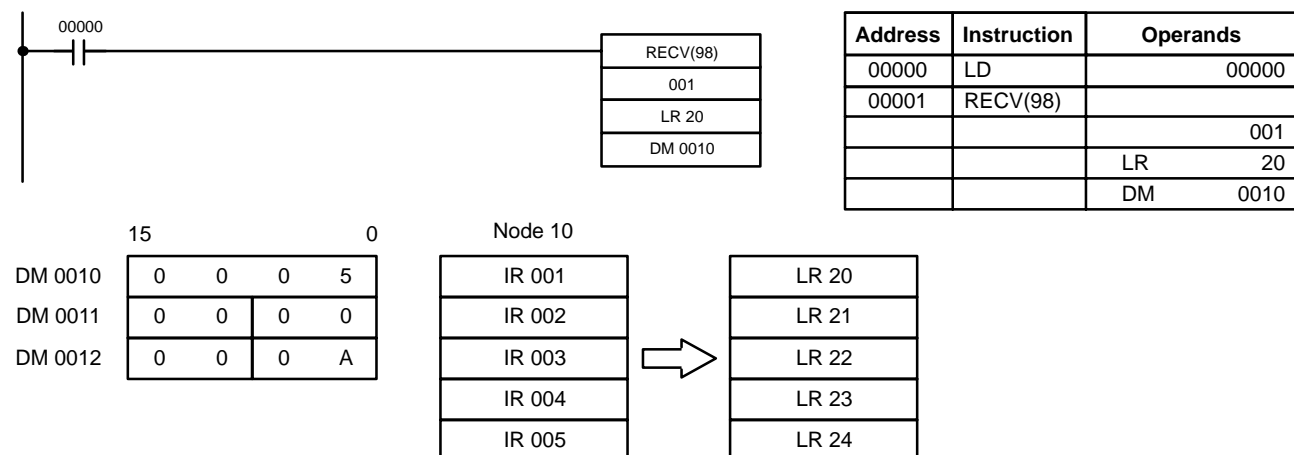 00000
RECV(98)
001
LR 20
DM 0010
Address Instruction Operands
00000 LD 00000
00001 RECV(98)
001
LR 20
DM 0010
15 0
DM 0010 0 0 0 5
DM 0011 0 0 0 0
DM 0012 0 0 0 A
Node 10
IR 001
IR 002
IR 003
IR 004
IR 005
LR 20
LR 21
LR 22
LR 23
LR 24